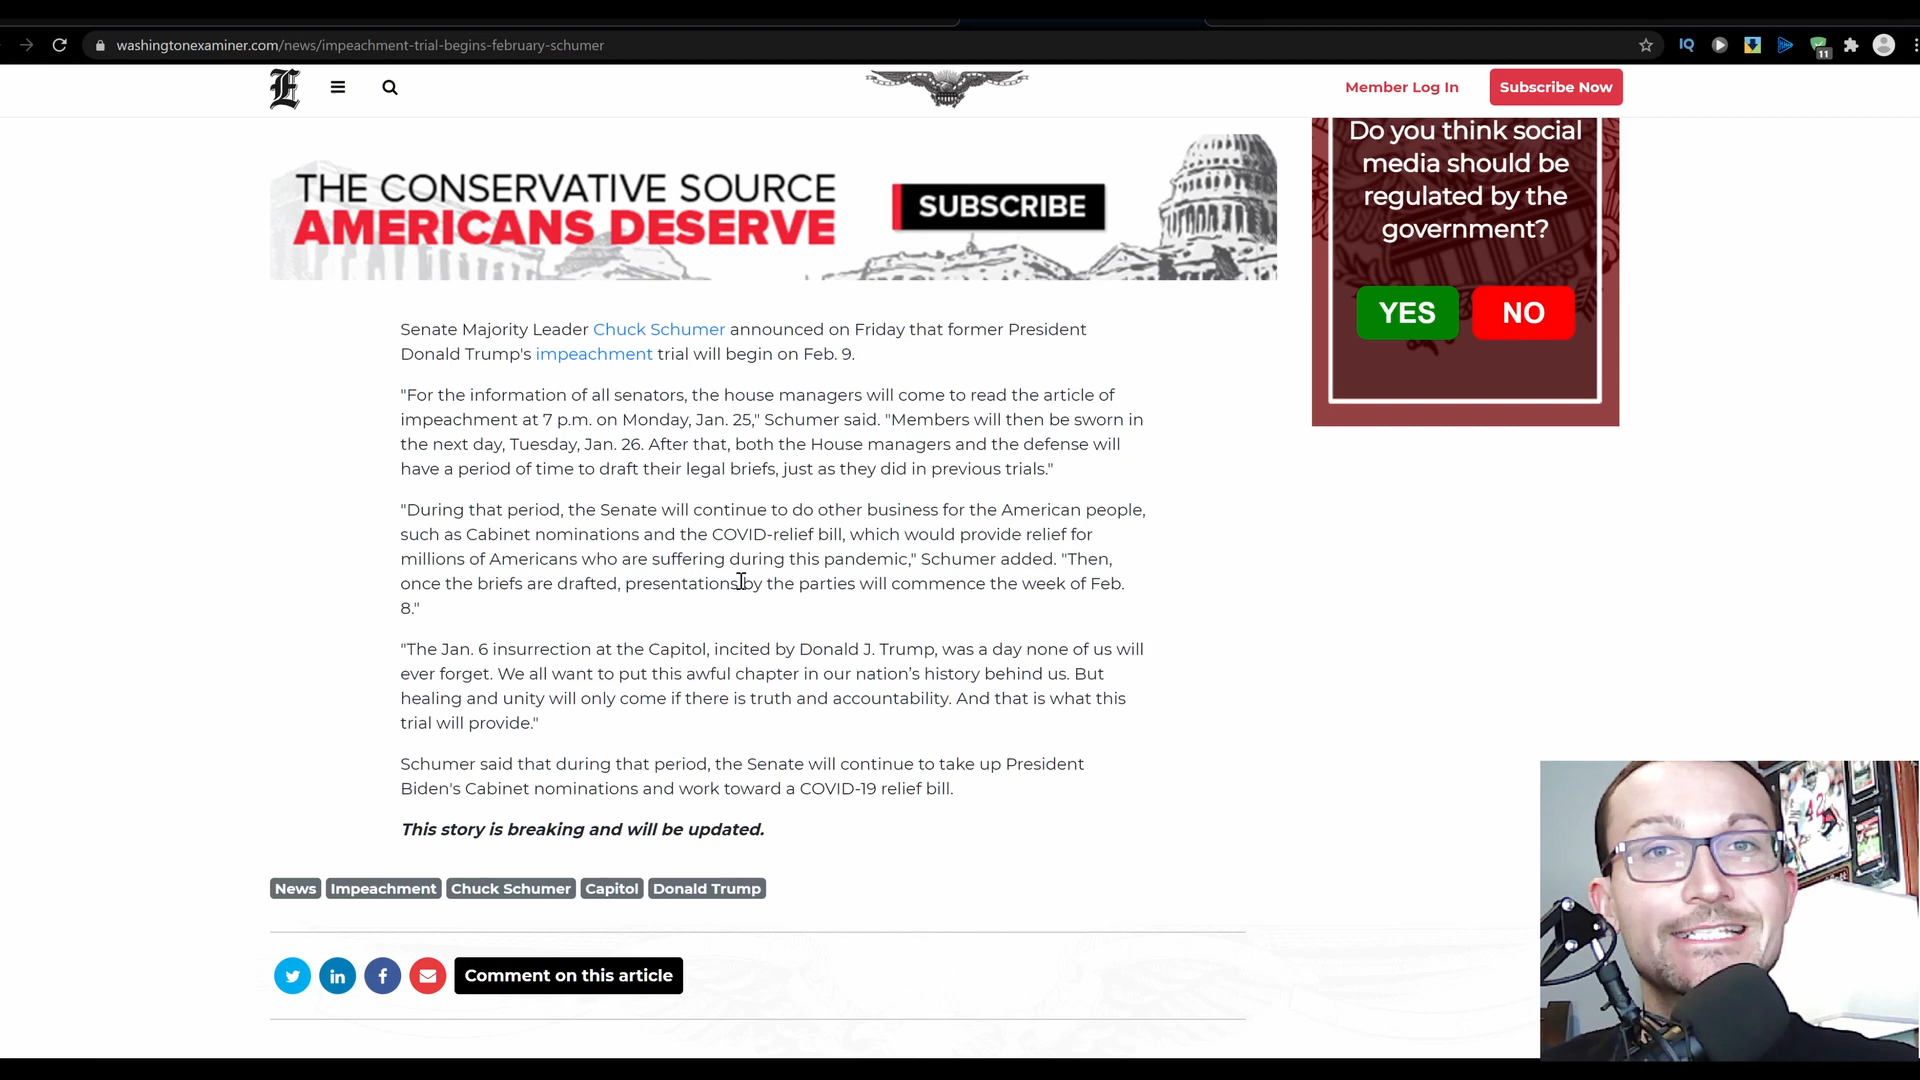 washingtonexaminer.com/news/impeachment-trial-begins-february-schumer
IQ
11
E
Member Log In
Subscribe Now
THE CONSERVATIVE SOURCE
AMERICANS DESERVE
SUBSCRIBE
Do you think social
media should be
regulated by the
government?
YES
NO
Senate Majority Leader Chuck Schumer announced on Friday that former President
Donald Trump's impeachment trial will begin on Feb. 9.
"For the information of all senators, the house managers will come to read the article of
impeachment at 7 p.m. on Monday, Jan. 25," Schumer said. "Members will then be sworn in
the next day, Tuesday, Jan. 26. After that, both the House managers and the defense will
have a period of time to draft their legal briefs, just as they did in previous trials."
"During that period, the Senate will continue to do other business for the American people,
such as Cabinet nominations and the COVID-relief bill, which would provide relief for
millions of Americans who are suffering during this pandemic," Schumer added. "Then,
once the briefs are drafted, presentations by the parties will commence the week of Feb.
8."
"The Jan. 6 insurrection at the Capitol, incited by Donald J. Trump, was a day none of us will
ever forget. We all want to put this awful chapter in our nation’s history behind us. But
healing and unity will only come if there is truth and accountability. And that is what this
trial will provide."
Schumer said that during that period, the Senate will continue to take up President
Biden's Cabinet nominations and work toward a COVID-19 relief bill.
This story is breaking and will be updated.
News Impeachment Chuck Schumer Capitol Donald Trump
in
f
Comment on this article